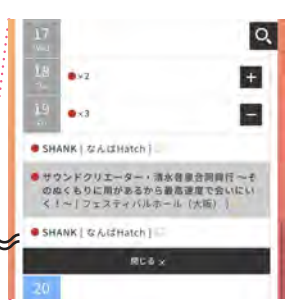 17
Wed
18
×2
+
19
×3
−
SHANK [ なんばHatch ]
サウンドクリエーター・清水音泉合同興行 〜そ
のぬくもりに用があるから最高速度で会いにい
く！〜 [ フェスティバルホール（大阪） ]
SHANK [ なんばHatch ]
閉じる ×
20